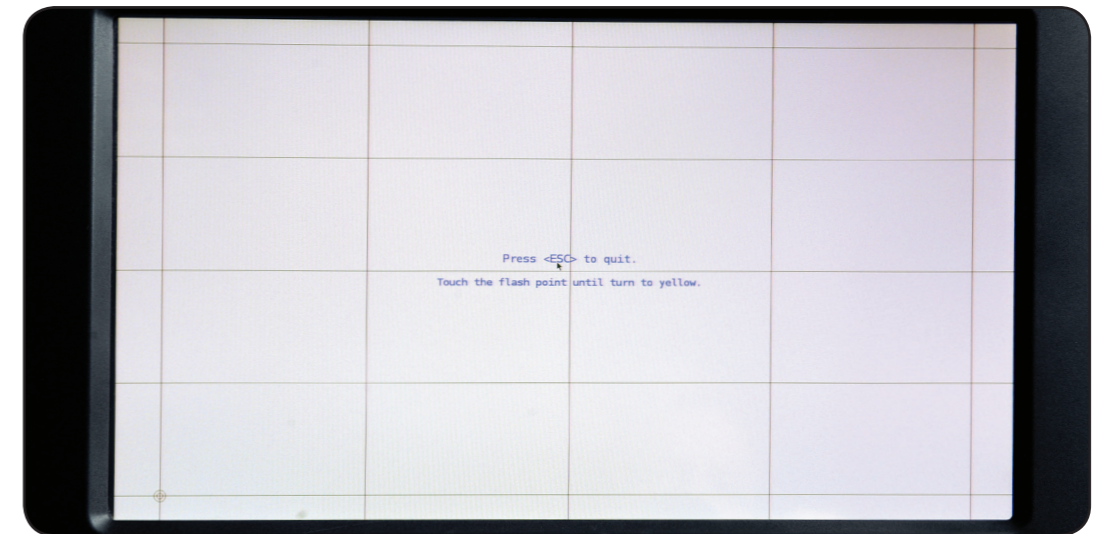 Press <ESC> to quit.
Touch the flash point until turn to yellow.